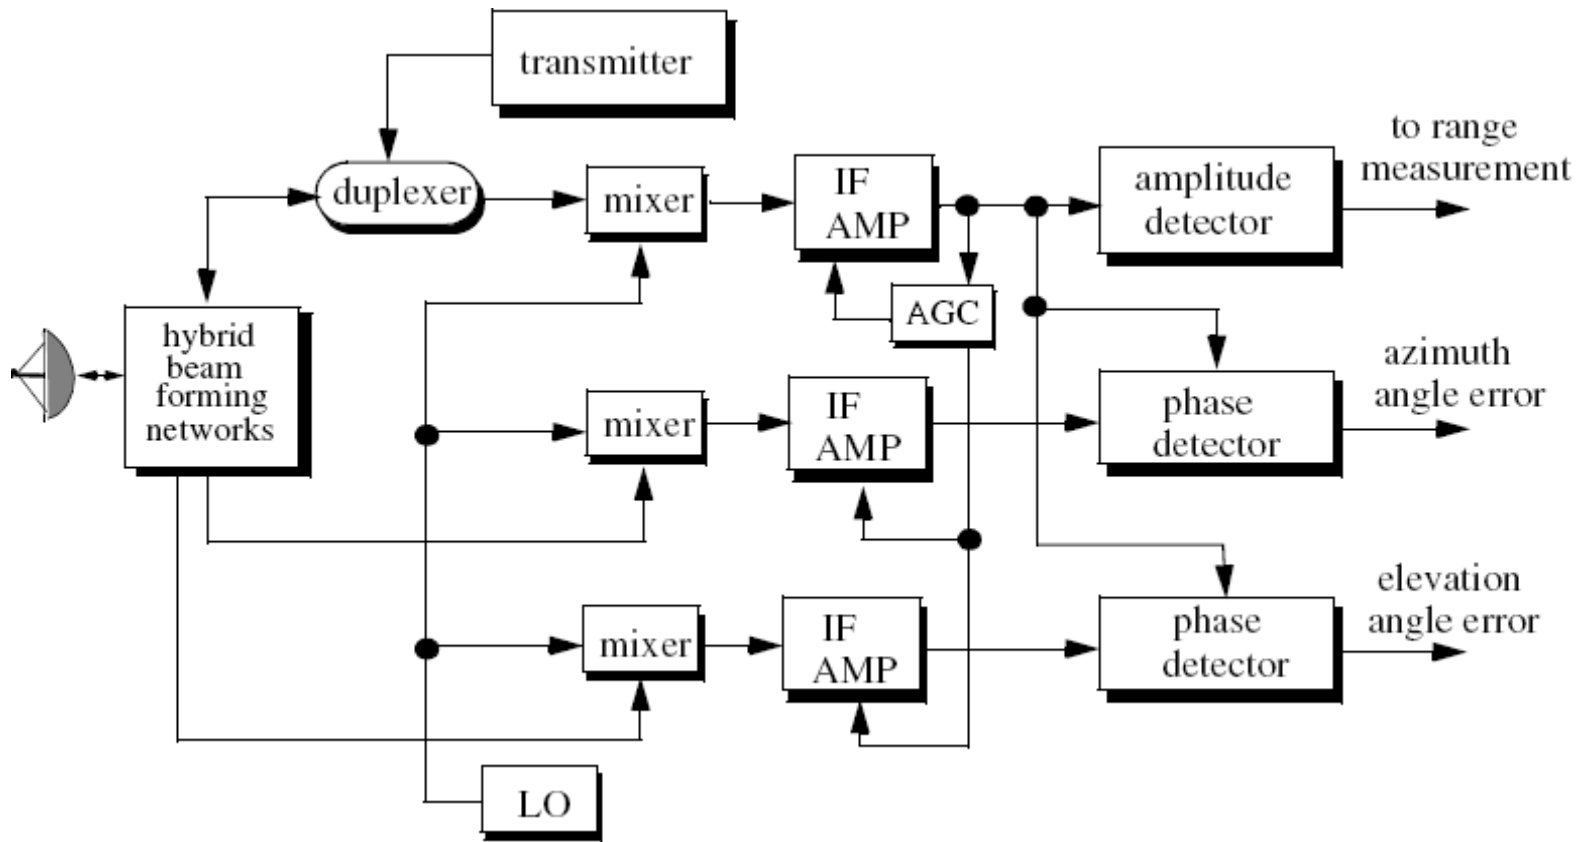 transmitter
to range
measurement
duplexer
mixer
IF
AMP
amplitude
detector
AGC
hybrid
beam
forming
networks
mixer
IF
AMP
phase
detector
azimuth
angle error
mixer
IF
AMP
phase
detector
elevation
angle error
LO